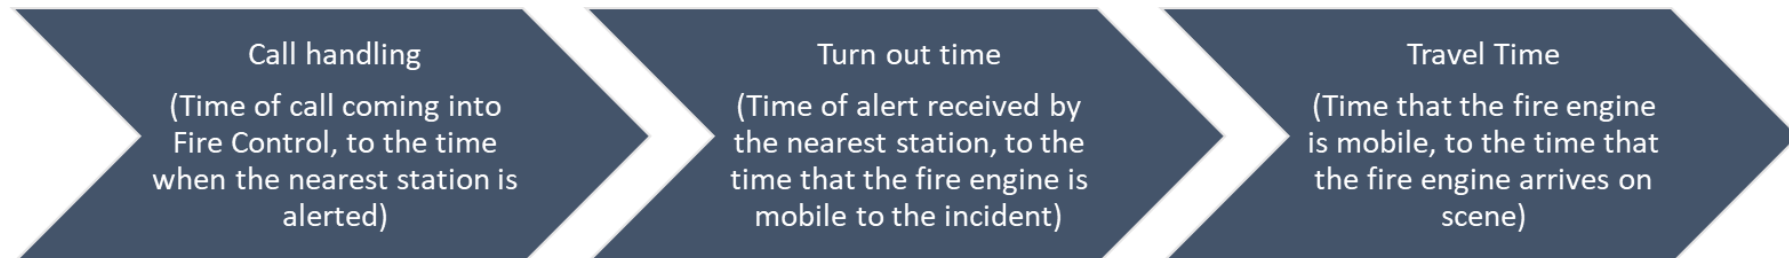 Call handling
(Time of call coming into
Fire Control, to the time
when the nearest station is
alerted)
Turn out time
(Time of alert received by
the nearest station, to the
time that the fire engine is
mobile to the incident)
Travel Time
(Time that the fire engine
is mobile, to the time that
the fire engine arrives on
scene)